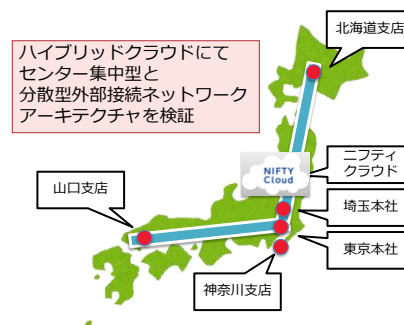 北海道支店
ハイブリッドクラウドにて
センター集中型と
分散型外部接続ネットワーク
アーキテクチャを検証
NIFTY
Cloud
ニフティ
クラウド
山口支店
埼玉本社
東京本社
神奈川支店